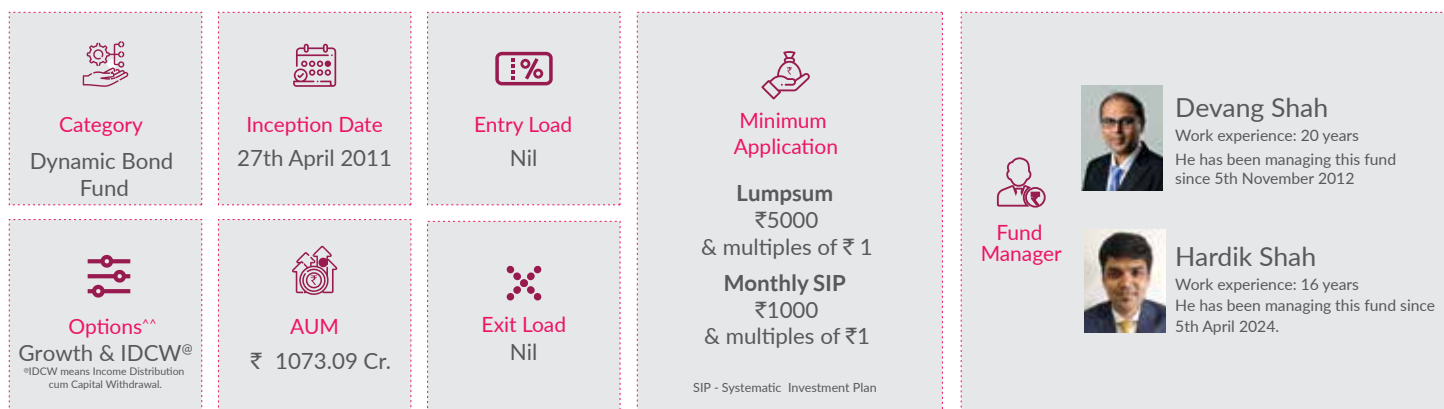 Category
Dynamic Bond
Fund
Inception Date
27th April 2011
%
Entry Load
Nil
₹
Minimum
Application
Lumpsum
₹5000
& multiples of ₹ 1
Monthly SIP
₹1000
& multiples of ₹1
SIP - Systematic Investment Plan
₹
Fund
Manager
Devang Shah
Work experience: 20 years
He has been managing this fund
since 5th November 2012
Hardik Shah
Work experience: 16 years
He has been managing this fund since
5th April 2024.
Options^^
Growth & IDCW@
@IDCW means Income Distribution
cum Capital Withdrawal.
₹
AUM
₹ 1073.09 Cr.
Exit Load
Nil